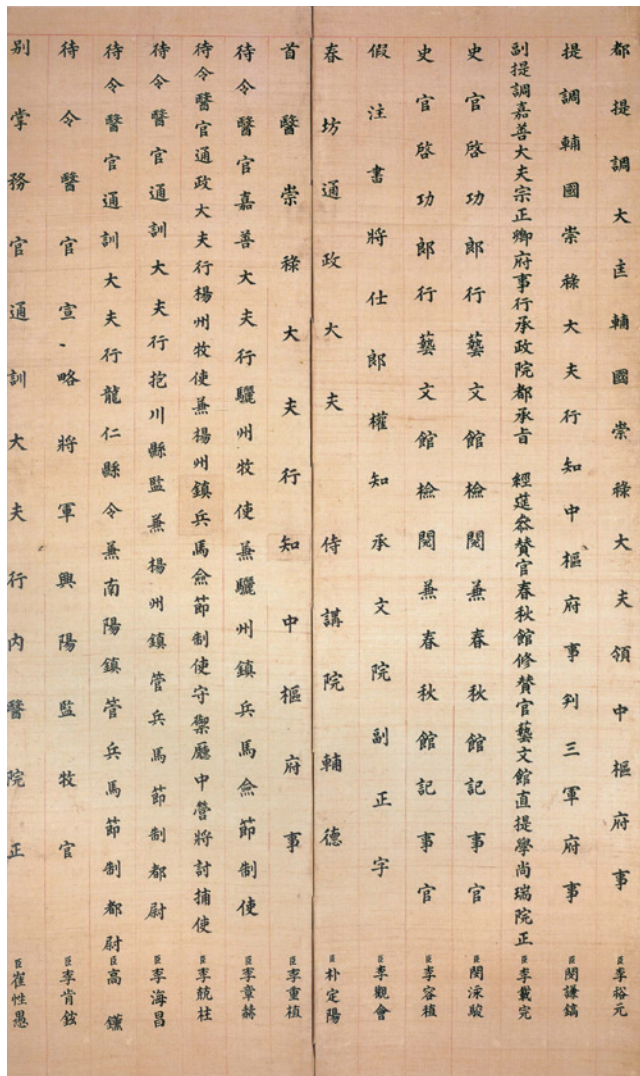 都提調大匡輔國崇祿大夫領中樞府事 臣李裕元
提調輔國崇祿大夫行知中樞府事判三軍府事 臣閔謙鎬
副提調嘉善大夫宗正卿府事行承政院都承旨 經筵參贊官春秋館修贊官藝文館直提學尚瑞院正 臣李載完
史官啓功郎行藝文館檢閱兼春秋館記事官 臣閔泳駿
史官啓功郎行藝文館檢閱兼春秋館記事官 臣李容植
假注書將仕郎權知承文院副正字 臣李觀會
春坊通政大夫 侍講院輔德 臣朴定陽
首醫崇祿大夫行知中樞府事 臣李重植
待令醫官嘉善大夫行驪州牧使兼驪州鎮兵馬僉節制使 臣李章赫
待令醫官通政大夫行楊州牧使兼楊州鎮兵馬僉節制使守禦廳中營將討捕使 臣李競柱
待令醫官通訓大夫行抱川縣監兼楊州鎮管兵馬節制都尉 臣李海昌
待令醫官通訓大夫行龍仁縣令兼南陽鎮管兵馬節制都尉 臣高
待令醫官宣略將軍興陽監牧官 臣李肯鉉
別掌務官通訓大夫行內醫院正 臣崔性愚